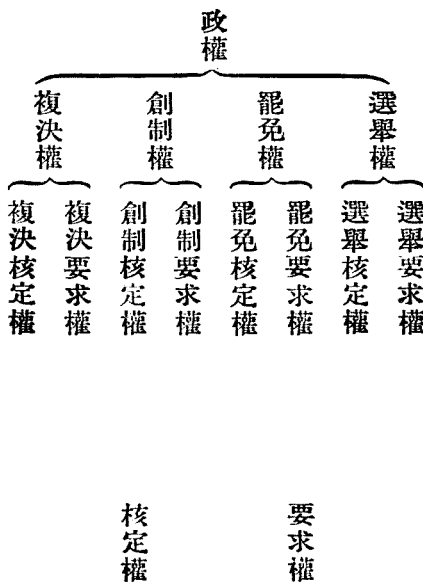 政權
選舉權
罷免權
創制權
複決權
選舉要求權
選舉核定權
罷免要求權
罷免核定權
創制要求權
創制核定權
複決要求權
複決核定權
要求權
核定權